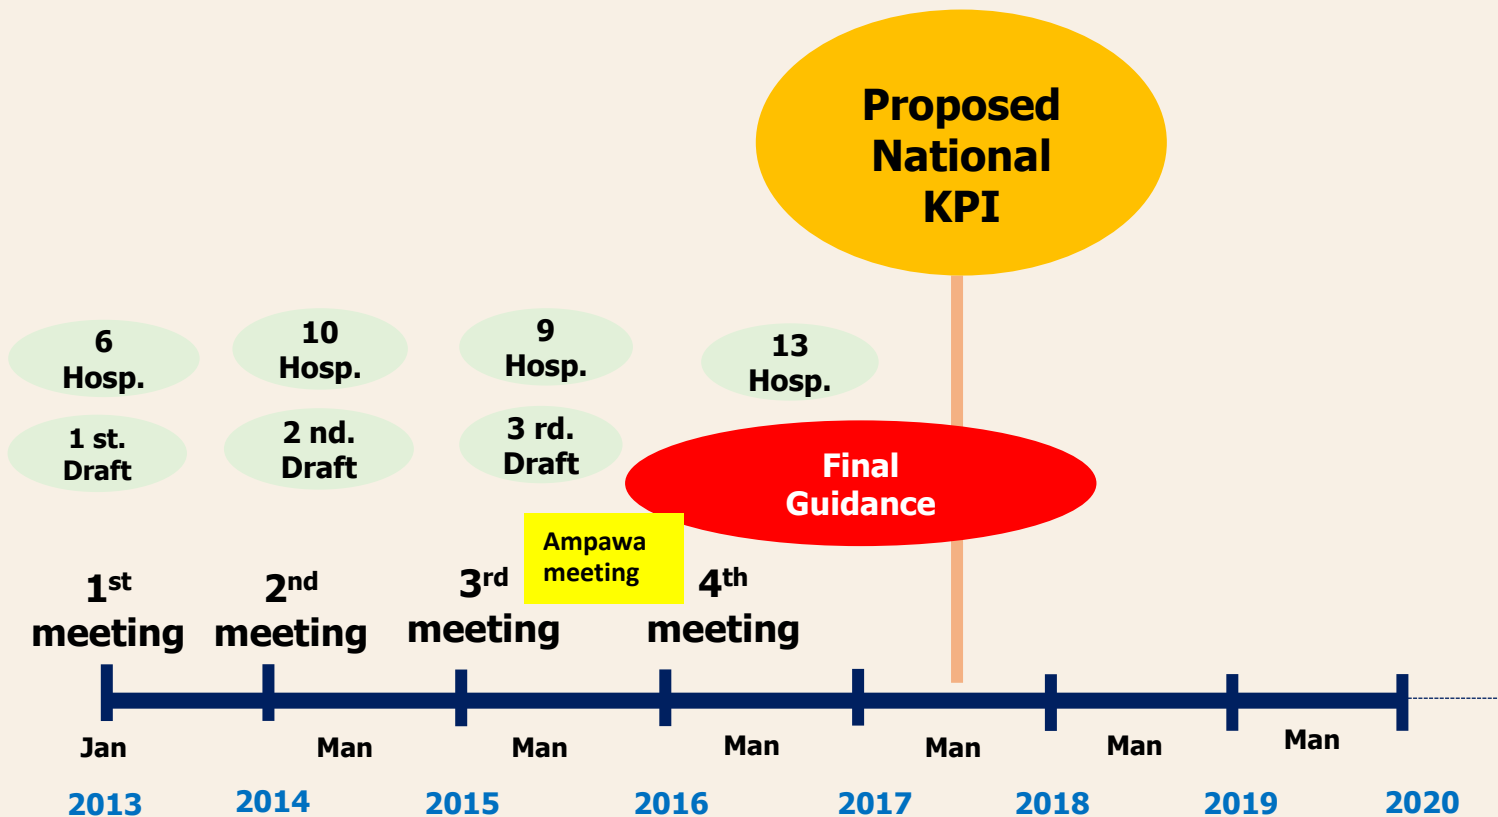 Proposed
National
KPI
6
Hosp.
10
Hosp.
9
Hosp.
13
Hosp.
1 st.
Draft
2 nd.
Draft
3 rd.
Draft
Final
Guidance
Ampawa
meeting
1st
meeting
2nd
meeting
3rd
meeting
4th
meeting
Jan Man Man Man Man Man Man
2013 2014 2015 2016 2017 2018 2019 2020